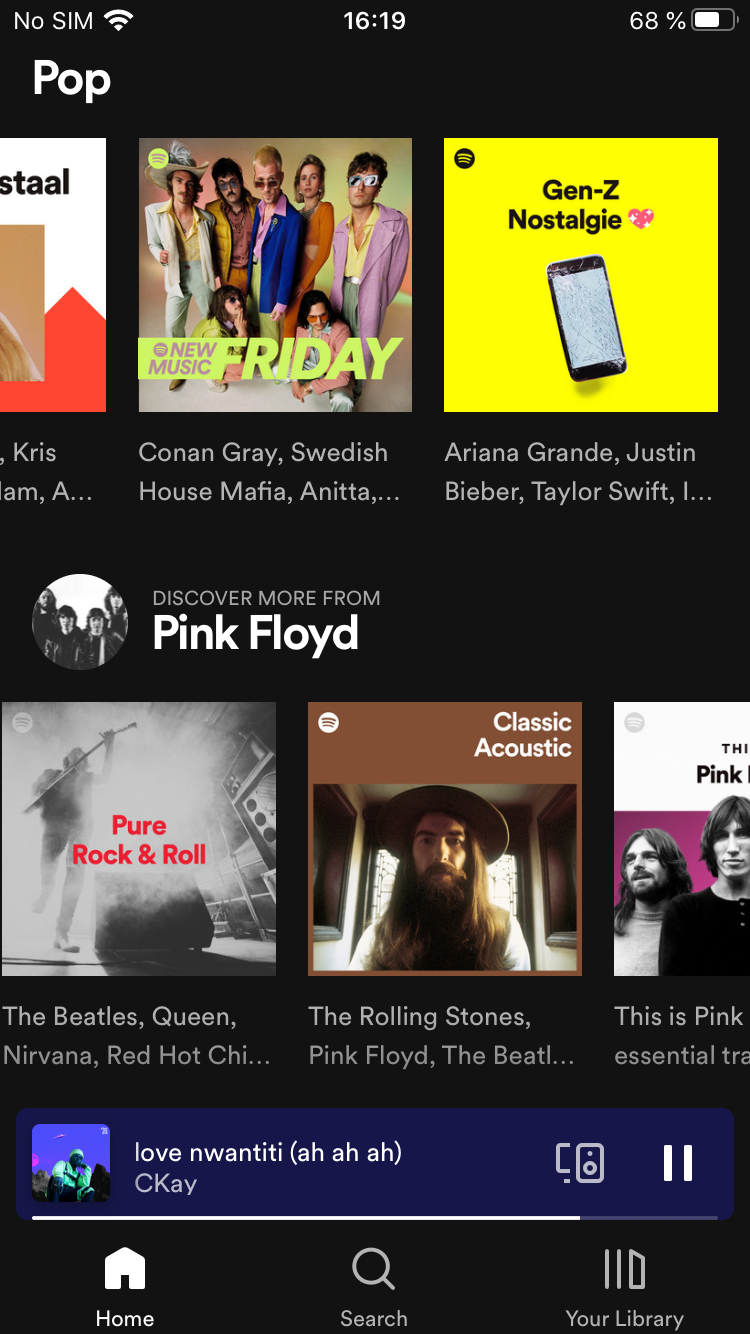 No SIM 16:19 68 %
Pop
staal
NEW
MUSIC
FRIDAY
Gen-Z
Nostalgie
, Kris
lam, A...
Conan Gray, Swedish
House Mafia, Anitta,...
Ariana Grande, Justin
Bieber, Taylor Swift, I...
DISCOVER MORE FROM
Pink Floyd
Pure
Rock & Roll
Classic
Acoustic
THI
Pink
The Beatles, Queen,
Nirvana, Red Hot Chi...
The Rolling Stones,
Pink Floyd, The Beatl...
This is Pink
essential tra
love nwantiti (ah ah ah)
CKay
Home
Search
Your Library